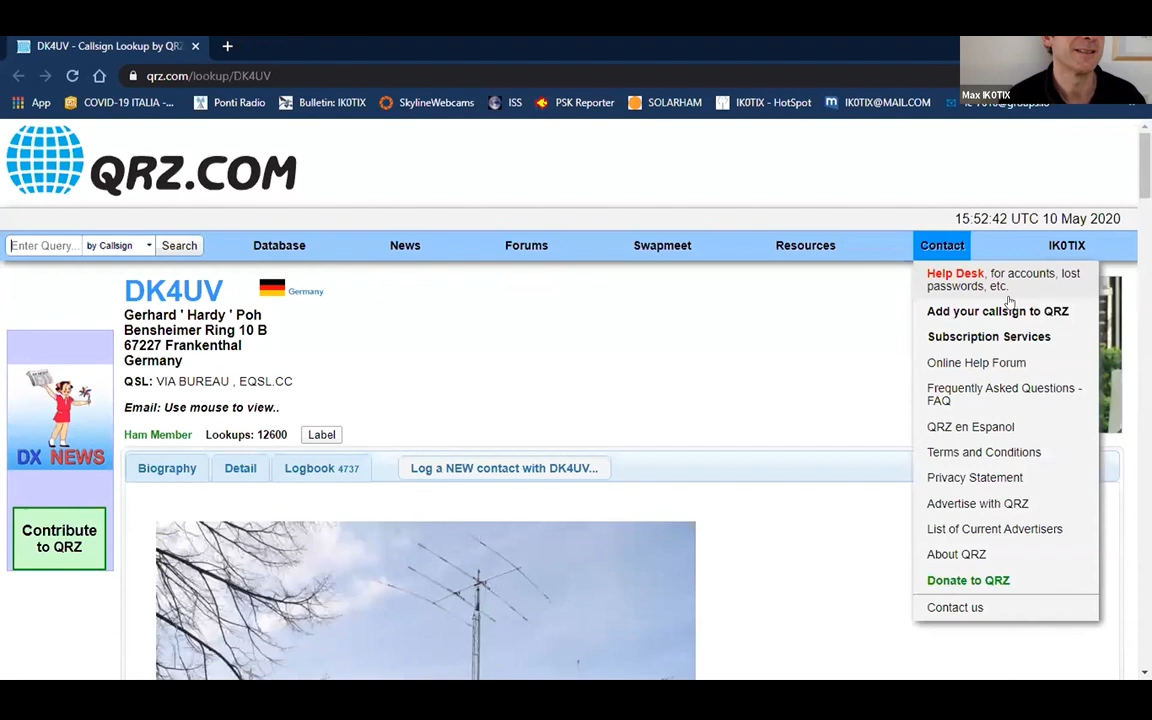 DK4UV - Callsign Lookup by QRZ
qrz.com/lookup/DK4UV
Max IK0TIX
App
COVID-19 ITALIA -...
Ponti Radio
Bulletin: IK0TIX
SkylineWebcams
ISS
PSK Reporter
SOLARHAM
IK0TIX - HotSpot
IK0TIX@MAIL.COM
QRZ.COM
15:52:42 UTC 10 May 2020
Enter Query...
by Callsign
Search
Database
News
Forums
Swapmeet
Resources
Contact
IK0TIX
DK4UV
Germany
Gerhard ' Hardy ' Poh
Bensheimer Ring 10 B
67227 Frankenthal
Germany
QSL: VIA BUREAU , EQSL.CC
Email: Use mouse to view..
Ham Member Lookups: 12600 Label
DX NEWS
Contribute
to QRZ
Biography
Detail
Logbook 4737
Log a NEW contact with DK4UV...
Help Desk, for accounts, lost
passwords, etc.
Add your callsign to QRZ
Subscription Services
Online Help Forum
Frequently Asked Questions -
FAQ
QRZ en Espanol
Terms and Conditions
Privacy Statement
Advertise with QRZ
List of Current Advertisers
About QRZ
Donate to QRZ
Contact us